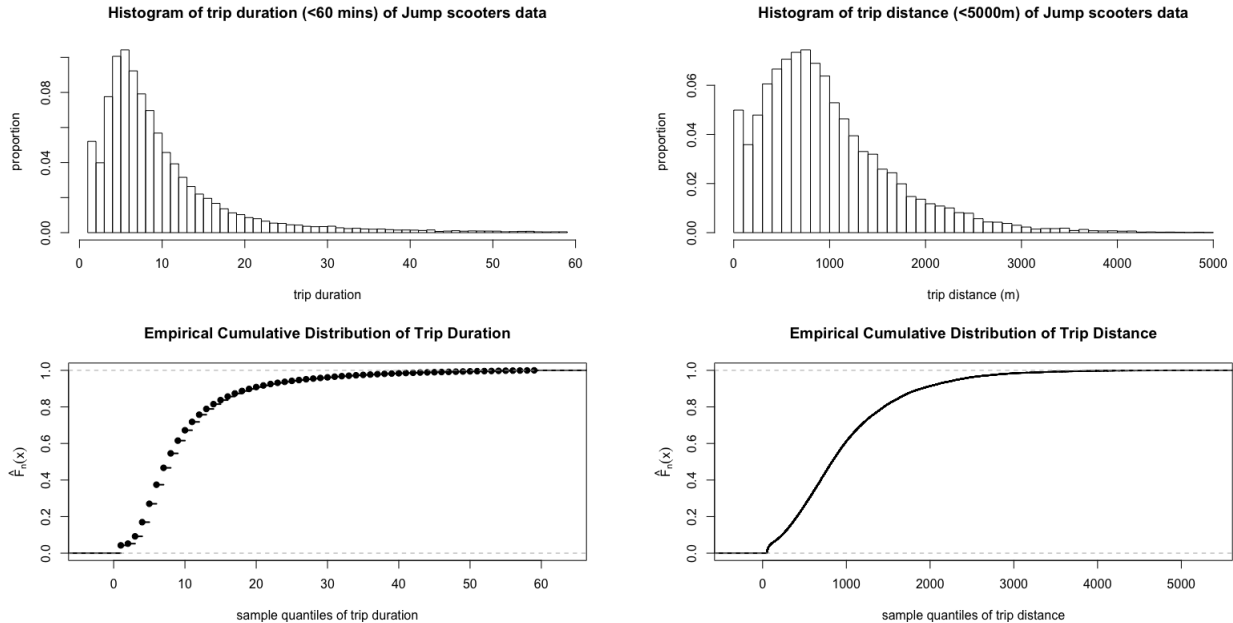 Histogram of trip duration (<60 mins) of Jump scooters data
proportion
0.00 0.04 0.08
0 10 20 30 40 50 60
trip duration
Histogram of trip distance (<5000m) of Jump scooters data
proportion
0.00 0.02 0.04 0.06
0 1000 2000 3000 4000 5000
trip distance (m)
Empirical Cumulative Distribution of Trip Duration
F̂n(x)
0.0 0.2 0.4 0.6 0.8 1.0
0 10 20 30 40 50 60
sample quantiles of trip duration
Empirical Cumulative Distribution of Trip Distance
F̂n(x)
0.0 0.2 0.4 0.6 0.8 1.0
0 1000 2000 3000 4000 5000
sample quantiles of trip distance